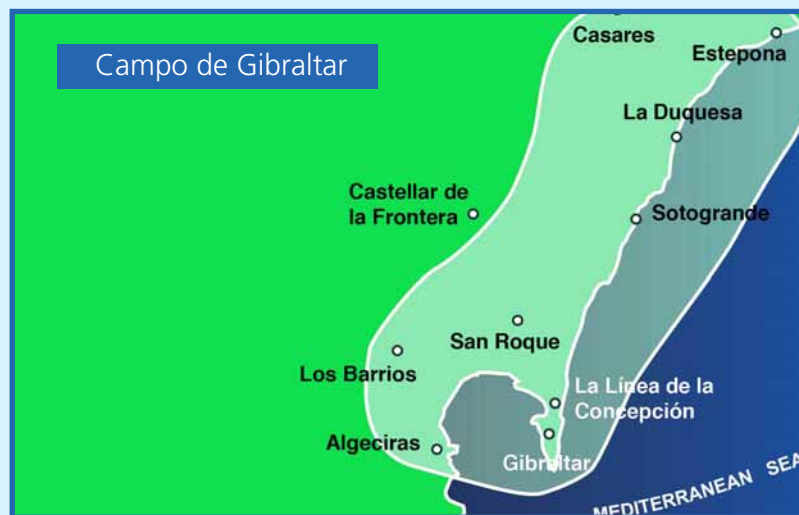 Campo de Gibraltar
Casares
Estepona
La Duquesa
Castellar de
la Frontera
Sotogrande
San Roque
Los Barrios
La Línea de la
Concepción
Algeciras
Gibraltar
MEDITERRANEAN SEA